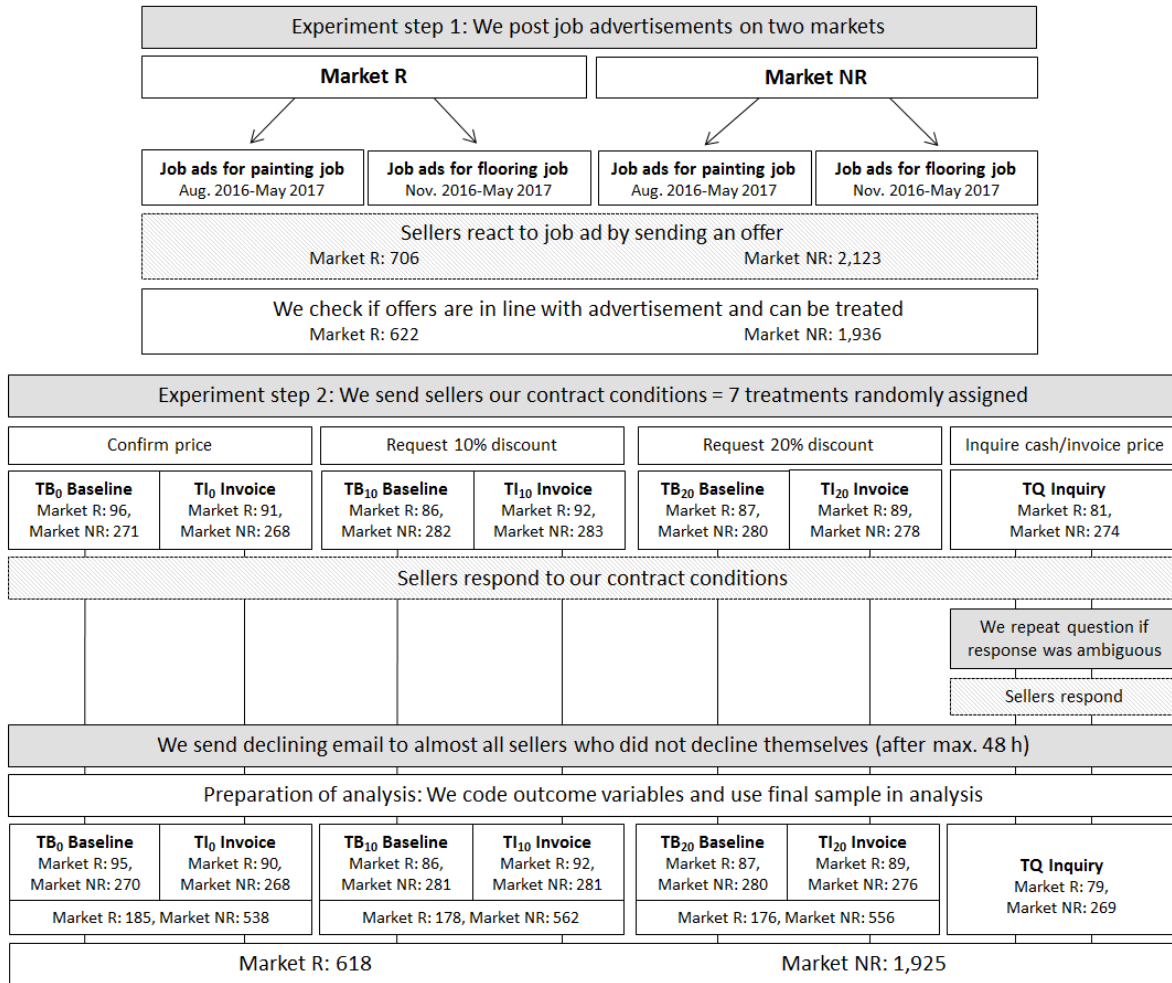 Experiment step 1: We post job advertisements on two markets
Market R
Market NR
Job ads for painting job
Aug. 2016-May 2017
Job ads for flooring job
Nov. 2016-May 2017
Job ads for painting job
Aug. 2016-May 2017
Job ads for flooring job
Nov. 2016-May 2017
Sellers react to job ad by sending an offer
Market R: 706
Market NR: 2,123
We check if offers are in line with advertisement and can be treated
Market R: 622
Market NR: 1,936
Experiment step 2: We send sellers our contract conditions = 7 treatments randomly assigned
Confirm price
Request 10% discount
Request 20% discount
Inquire cash/invoice price
TB₀ Baseline
Market R: 96,
Market NR: 271
TI₀ Invoice
Market R: 91,
Market NR: 268
TB₁₀ Baseline
Market R: 86,
Market NR: 282
TI₁₀ Invoice
Market R: 92,
Market NR: 283
TB₂₀ Baseline
Market R: 87,
Market NR: 280
TI₂₀ Invoice
Market R: 89,
Market NR: 278
TQ Inquiry
Market R: 81,
Market NR: 274
Sellers respond to our contract conditions
We repeat question if
response was ambiguous
Sellers respond
We send declining email to almost all sellers who did not decline themselves (after max. 48 h)
Preparation of analysis: We code outcome variables and use final sample in analysis
TB₀ Baseline
Market R: 95,
Market NR: 270
TI₀ Invoice
Market R: 90,
Market NR: 268
Market R: 185, Market NR: 538
TB₁₀ Baseline
Market R: 86,
Market NR: 281
TI₁₀ Invoice
Market R: 92,
Market NR: 281
Market R: 178, Market NR: 562
TB₂₀ Baseline
Market R: 87,
Market NR: 280
TI₂₀ Invoice
Market R: 89,
Market NR: 276
Market R: 176, Market NR: 556
TQ Inquiry
Market R: 79,
Market NR: 269
Market R: 618
Market NR: 1,925